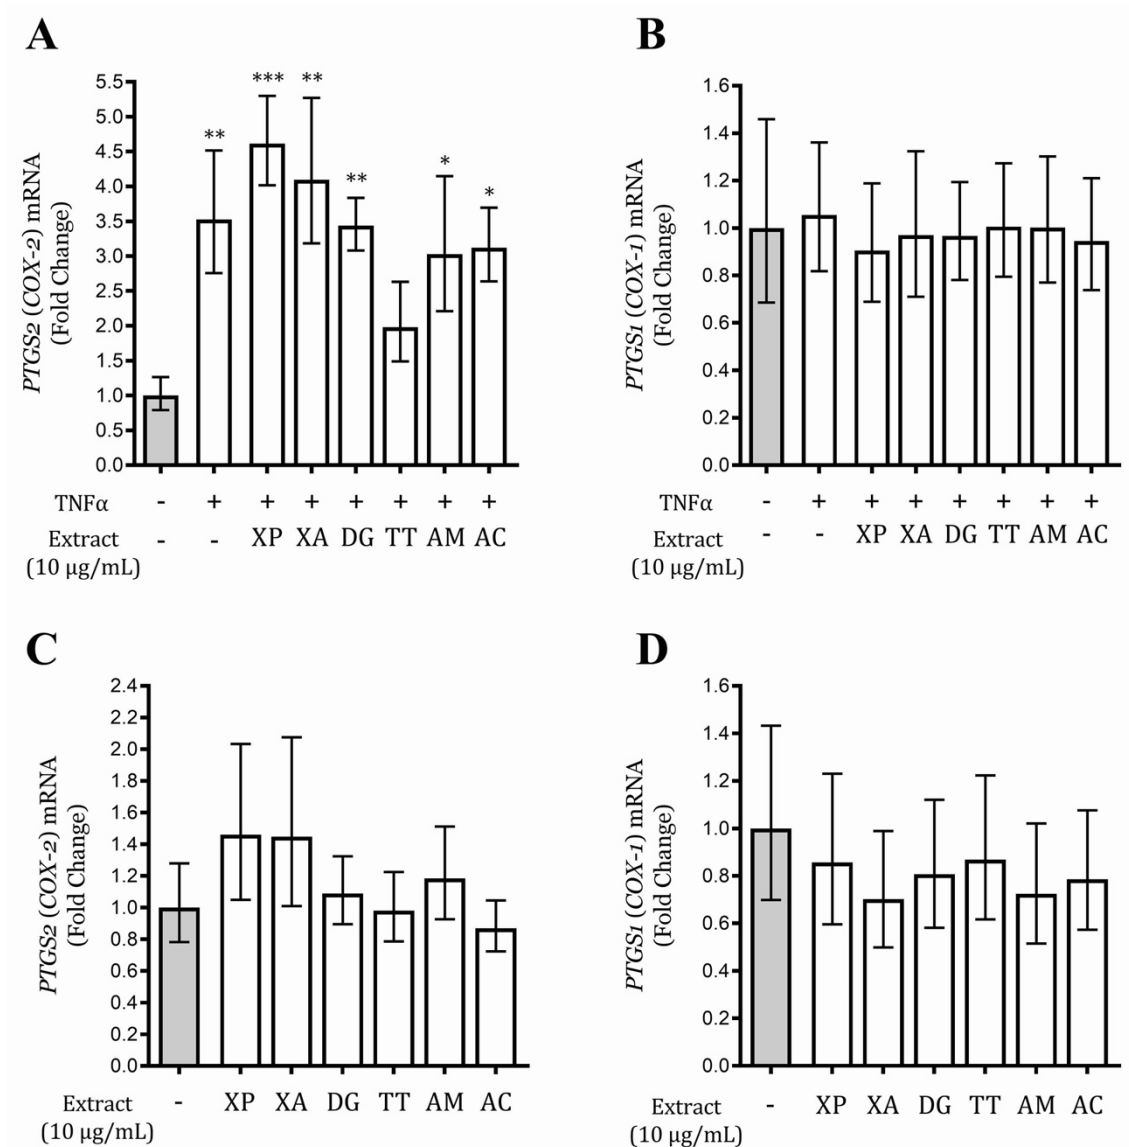 A
PTGS2 (COX-2) mRNA
(Fold Change)
5.5
5.0
4.5
4.0
3.5
3.0
2.5
2.0
1.5
1.0
0.5
0.0
** *** ** ** * *
TNFα - + + + + + + +
Extract - - XP XA DG TT AM AC
(10 µg/mL)
B
PTGS1 (COX-1) mRNA
(Fold Change)
1.6
1.4
1.2
1.0
0.8
0.6
0.4
0.2
0.0
TNFα - + + + + + + +
Extract - - XP XA DG TT AM AC
(10 µg/mL)
C
PTGS2 (COX-2) mRNA
(Fold Change)
2.4
2.2
2.0
1.8
1.6
1.4
1.2
1.0
0.8
0.6
0.4
0.2
0.0
Extract - XP XA DG TT AM AC
(10 µg/mL)
D
PTGS1 (COX-1) mRNA
(Fold Change)
1.6
1.4
1.2
1.0
0.8
0.6
0.4
0.2
0.0
Extract - XP XA DG TT AM AC
(10 µg/mL)